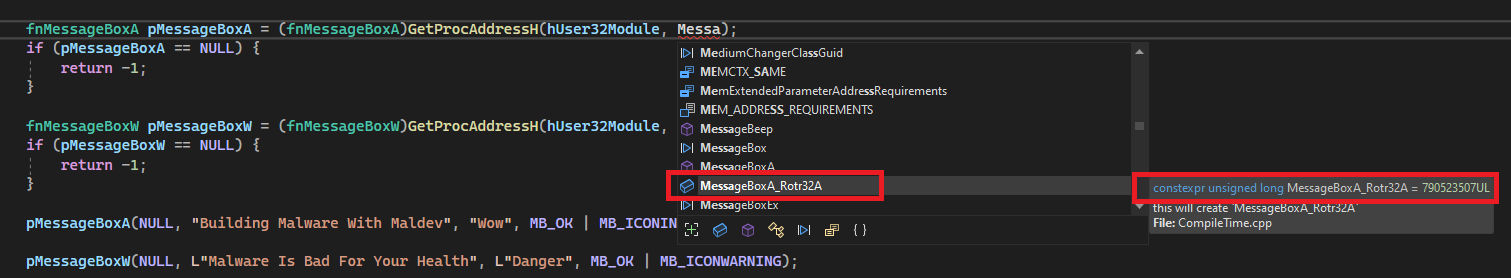 fnMessageBoxA pMessageBoxA = (fnMessageBoxA)GetProcAddressH(hUser32Module, Messa);
if (pMessageBoxA == NULL) {
return -1;
}
fnMessageBoxW pMessageBoxW = (fnMessageBoxW)GetProcAddressH(hUser32Module,
if (pMessageBoxW == NULL) {
return -1;
}
pMessageBoxA(NULL, "Building Malware With Maldev", "Wow", MB_OK | MB_ICONIN
pMessageBoxW(NULL, L"Malware Is Bad For Your Health", L"Danger", MB_OK | MB_ICONWARNING);
MediumChangerClassGuid
MEMCTX_SAME
MemExtendedParameterAddressRequirements
MEM_ADDRESS_REQUIREMENTS
MessageBeep
MessageBox
MessageBoxA
MessageBoxA_Rotr32A
MessageBoxEx
{ }
constexpr unsigned long MessageBoxA_Rotr32A = 790523507UL
this will create 'MessageBoxA_Rotr32A'
File: CompileTime.cpp